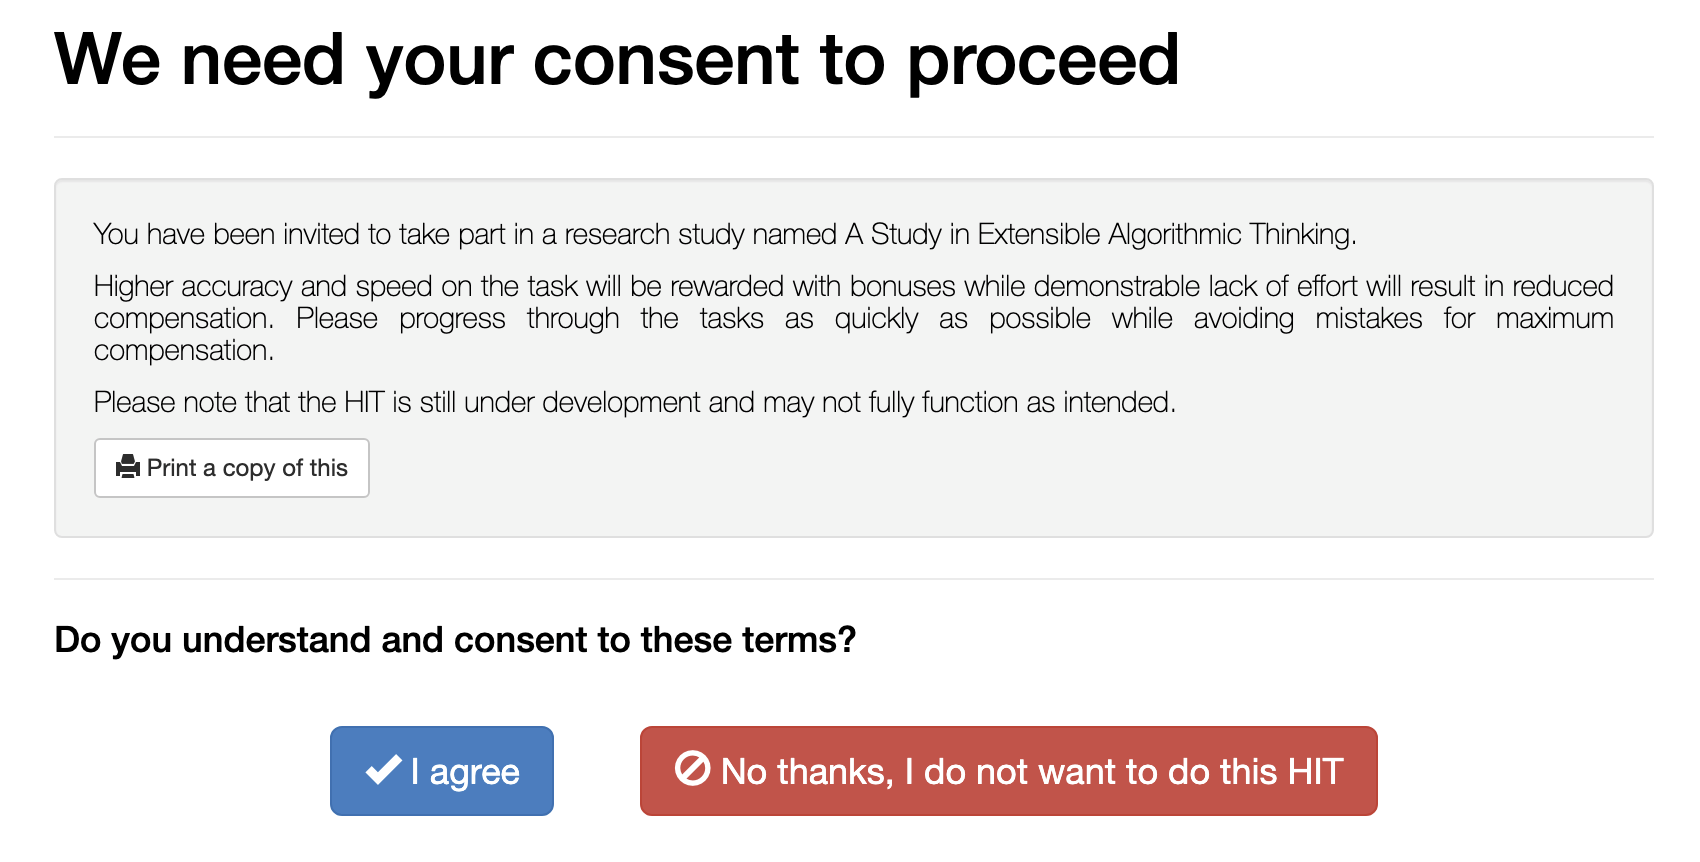 We need your consent to proceed
You have been invited to take part in a research study named A Study in Extensible Algorithmic Thinking.
Higher accuracy and speed on the task will be rewarded with bonuses while demonstrable lack of effort will result in reduced
compensation. Please progress through the tasks as quickly as possible while avoiding mistakes for maximum
compensation.
Please note that the HIT is still under development and may not fully function as intended.
Print a copy of this
Do you understand and consent to these terms?
I agree
No thanks, I do not want to do this HIT